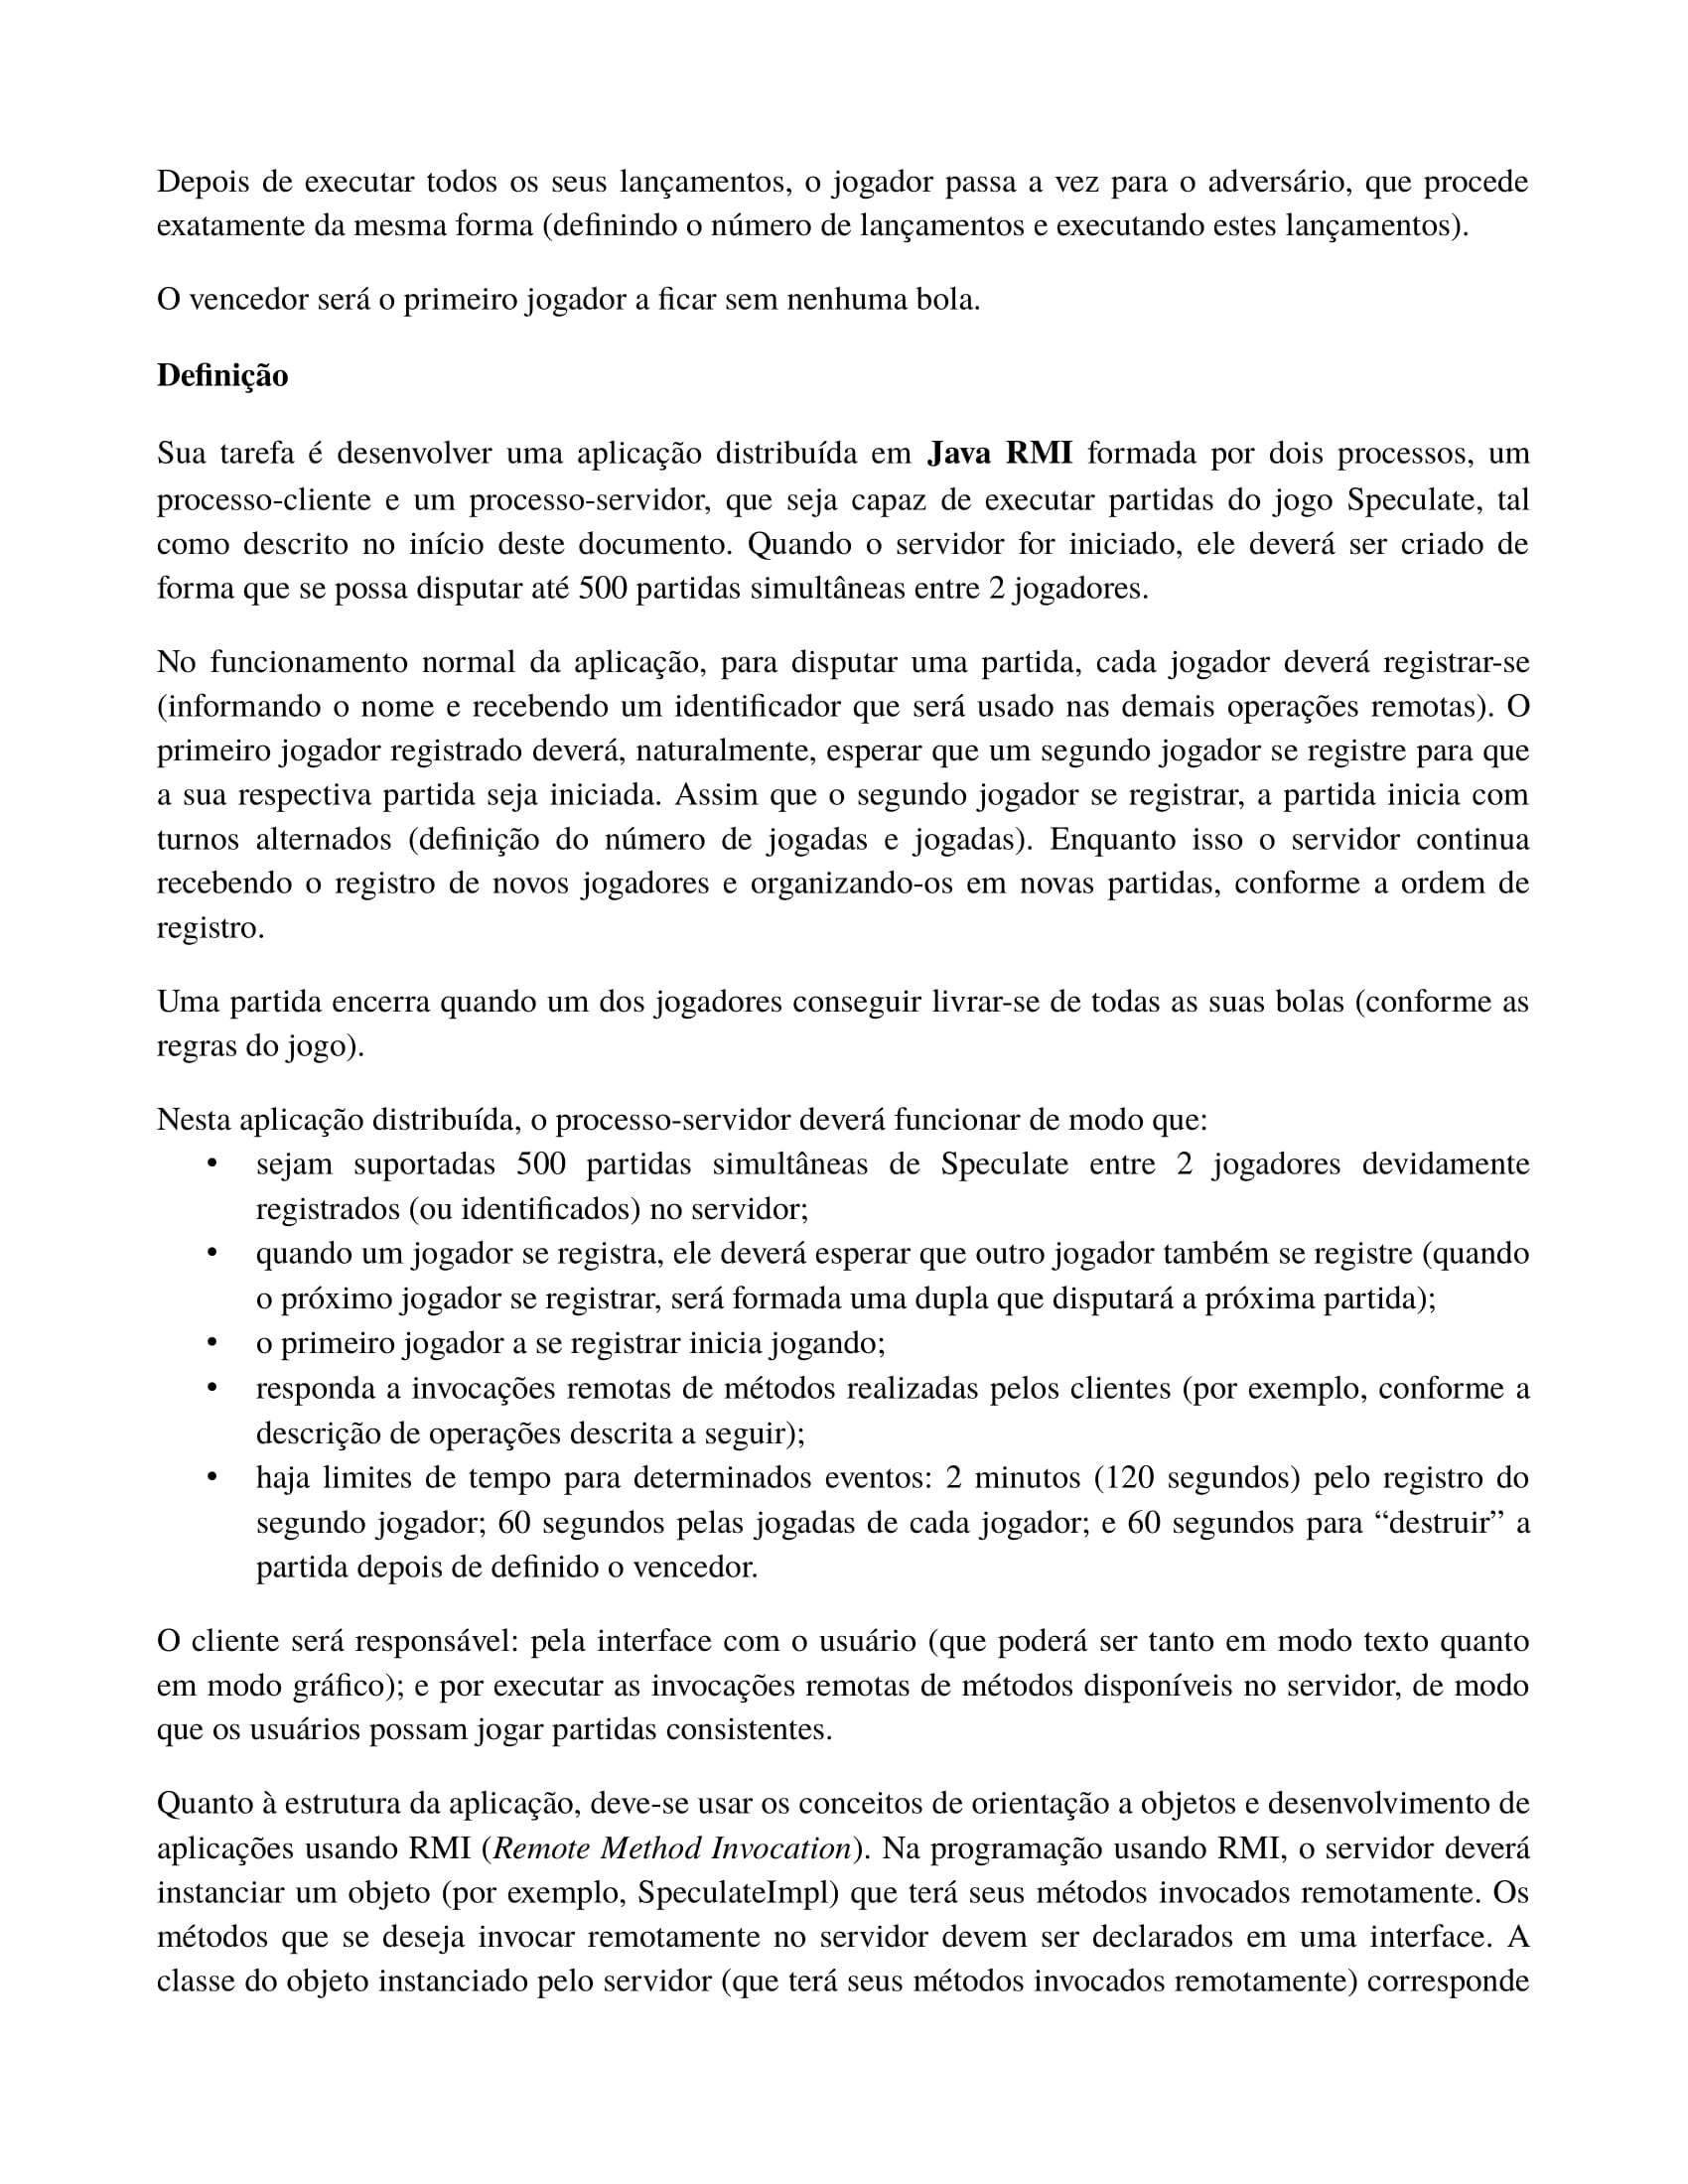 Depois de executar todos os seus lançamentos, o jogador passa a vez para o adversário, que procede
exatamente da mesma forma (definindo o número de lançamentos e executando estes lançamentos).
O vencedor será o primeiro jogador a ficar sem nenhuma bola.
Definição
Sua tarefa é desenvolver uma aplicação distribuída em Java RMI formada por dois processos, um
processo-cliente e um processo-servidor, que seja capaz de executar partidas do jogo Speculate, tal
como descrito no início deste documento. Quando o servidor for iniciado, ele deverá ser criado de
forma que se possa disputar até 500 partidas simultâneas entre 2 jogadores.
No funcionamento normal da aplicação, para disputar uma partida, cada jogador deverá registrar-se
(informando o nome e recebendo um identificador que será usado nas demais operações remotas). O
primeiro jogador registrado deverá, naturalmente, esperar que um segundo jogador se registre para que
a sua respectiva partida seja iniciada. Assim que o segundo jogador se registrar, a partida inicia com
turnos alternados (definição do número de jogadas e jogadas). Enquanto isso o servidor continua
recebendo o registro de novos jogadores e organizando-os em novas partidas, conforme a ordem de
registro.
Uma partida encerra quando um dos jogadores conseguir livrar-se de todas as suas bolas (conforme as
regras do jogo).
Nesta aplicação distribuída, o processo-servidor deverá funcionar de modo que:
• sejam suportadas 500 partidas simultâneas de Speculate entre 2 jogadores devidamente
registrados (ou identificados) no servidor;
• quando um jogador se registra, ele deverá esperar que outro jogador também se registre (quando
o próximo jogador se registrar, será formada uma dupla que disputará a próxima partida);
• o primeiro jogador a se registrar inicia jogando;
• responda a invocações remotas de métodos realizadas pelos clientes (por exemplo, conforme a
descrição de operações descrita a seguir);
• haja limites de tempo para determinados eventos: 2 minutos (120 segundos) pelo registro do
segundo jogador; 60 segundos pelas jogadas de cada jogador; e 60 segundos para “destruir” a
partida depois de definido o vencedor.
O cliente será responsável: pela interface com o usuário (que poderá ser tanto em modo texto quanto
em modo gráfico); e por executar as invocações remotas de métodos disponíveis no servidor, de modo
que os usuários possam jogar partidas consistentes.
Quanto à estrutura da aplicação, deve-se usar os conceitos de orientação a objetos e desenvolvimento de
aplicações usando RMI (Remote Method Invocation). Na programação usando RMI, o servidor deverá
instanciar um objeto (por exemplo, SpeculateImpl) que terá seus métodos invocados remotamente. Os
métodos que se deseja invocar remotamente no servidor devem ser declarados em uma interface. A
classe do objeto instanciado pelo servidor (que terá seus métodos invocados remotamente) corresponde